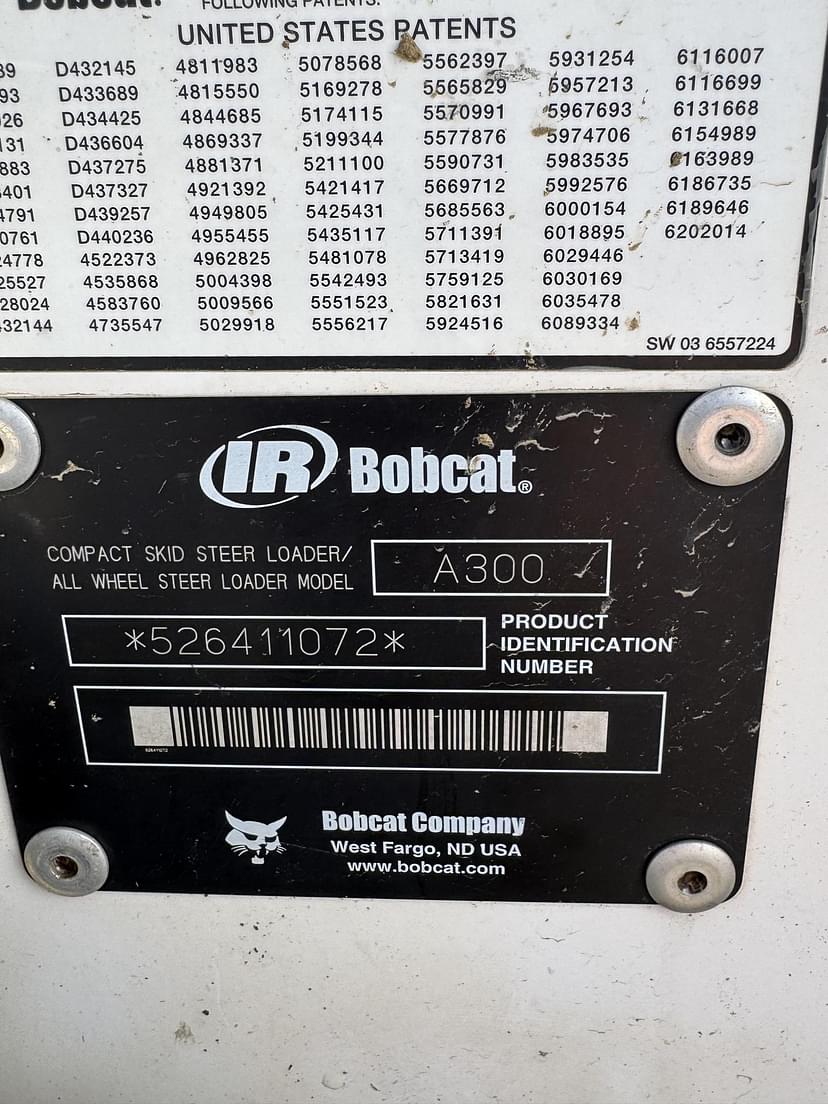 Bobcat.
FOLLOWING PATENTS:
UNITED STATES PATENTS
D432145 4811983 5078568 5562397 5931254 6116007
D433689 4815550 5169278 5565829 5957213 6116699
D434425 4844685 5174115 5570991 5967693 6131668
D436604 4869337 5199344 5577876 5974706 6154989
D437275 4881371 5211100 5590731 5983535 6163989
D437327 4921392 5421417 5669712 5992576 6186735
D439257 4949805 5425431 5685563 6000154 6189646
D440236 4955455 5435117 5711391 6018895 6202014
4522373 4962825 5481078 5713419 6029446
4535868 5004398 5542493 5759125 6030169
4583760 5009566 5551523 5821631 6035478
4735547 5029918 5556217 5924516 6089334
SW 03 6557224
IR Bobcat®
COMPACT SKID STEER LOADER/
ALL WHEEL STEER LOADER MODEL
A300
*526411072*
PRODUCT
IDENTIFICATION
NUMBER
526411072
Bobcat Company
West Fargo, ND USA
www.bobcat.com